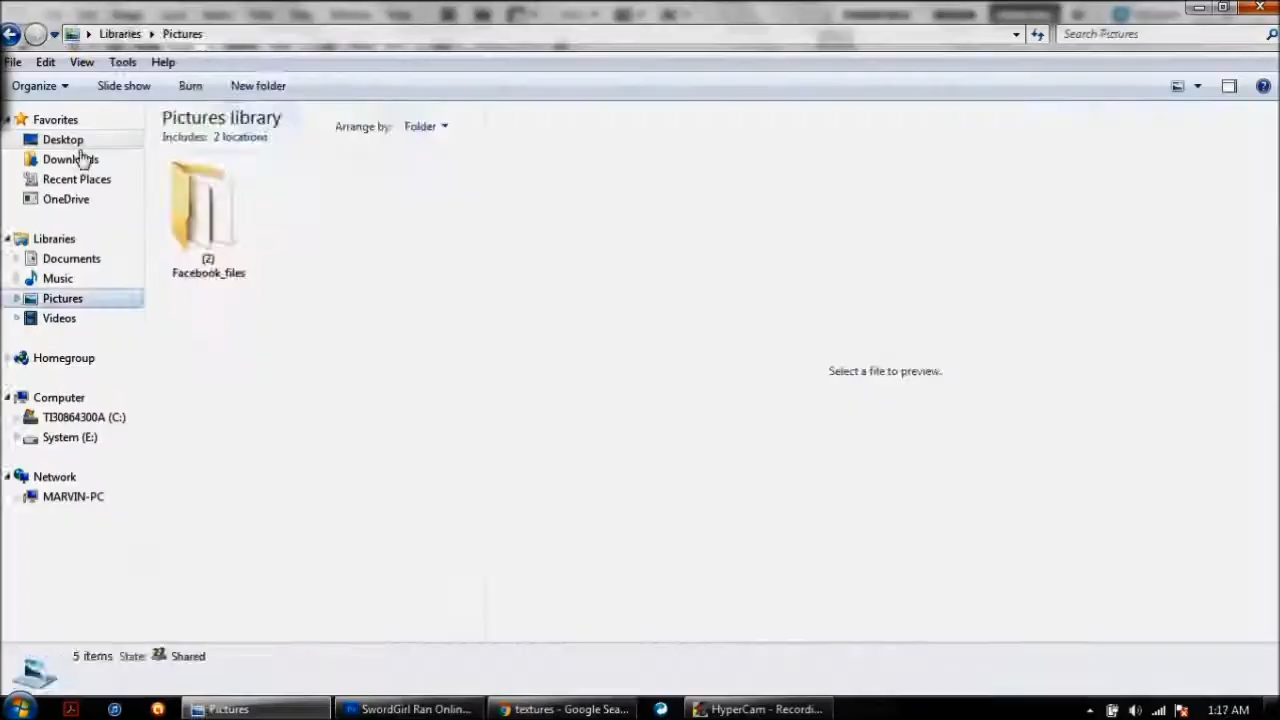 Libraries Pictures Search Pictures
File Edit View Tools Help
Organize Slide show Burn New folder
Favorites
Desktop
Downloads
Recent Places
OneDrive
Libraries
Documents
Music
Pictures
Videos
Homegroup
Computer
TI30864300A (C:)
System (E:)
Network
MARVIN-PC
Pictures library
Includes: 2 locations
Arrange by: Folder
(2)
Facebook_files
Select a file to preview.
5 items State: Shared
Pictures SwordGirl Ran Onlin... textures - Google Sea... HyperCam - Recordi... 1:17 AM